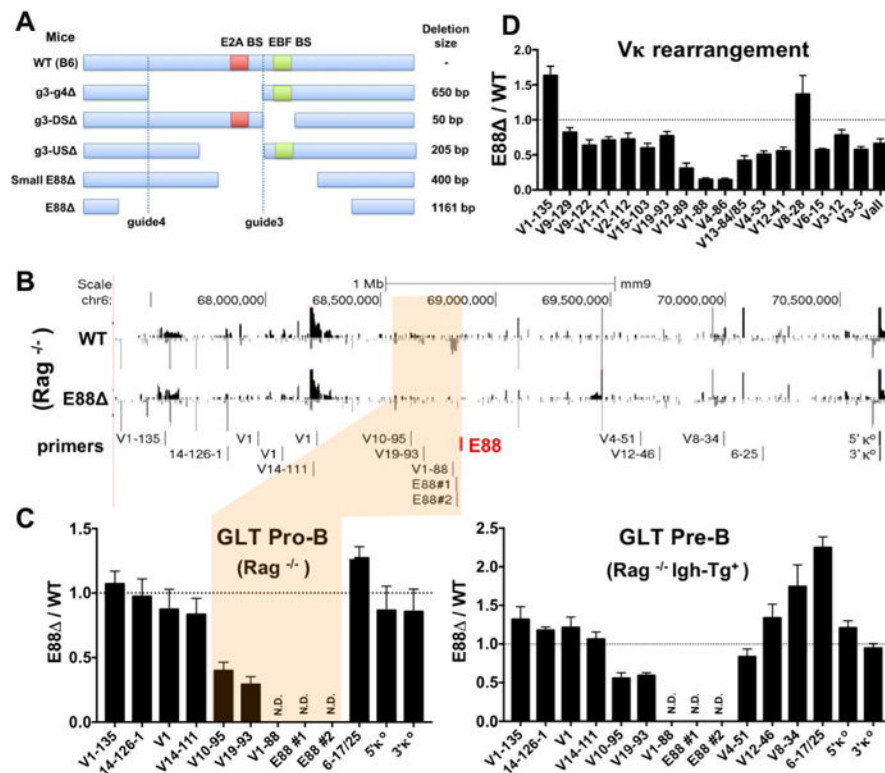 A
Mice
E2A BS EBF BS
Deletion size
WT (B6)
-
g3-g4Δ
650 bp
g3-DSΔ
50 bp
g3-USΔ
205 bp
Small E88Δ
400 bp
E88Δ
1161 bp
guide4 guide3
D
Vκ rearrangement
E88Δ / WT
2.0
1.5
1.0
0.5
0.0
V1-135 V9-129 V9-122 V1-117 V2-112 V15-103 V19-93 V12-89 V1-88 V4-86 V13-84/85 V4-53 V12-41 V8-28 V6-15 V3-12 V3-5 Vall
B
Scale 1 Mb mm9
chr6: 68,000,000 68,500,000 69,000,000 69,500,000 70,000,000 70,500,000
(Rag -/-)
WT
E88Δ
primers
V1-135 V1 V1 V10-95 E88 V4-51 V8-34 5' κº
14-126-1 V1 V19-93 V12-46 6-25 3' κº
V14-111 V1-88
E88#1
E88#2
C
GLT Pro-B
(Rag -/-)
E88Δ / WT
1.5
1.0
0.5
0.0
N.D. N.D. N.D.
V1-135 14-126-1 V1 V14-111 V10-95 V19-93 V1-88 E88 #1 E88 #2 6-17/25 5'κº 3'κº
GLT Pre-B
(Rag -/- Igh-Tg+)
E88Δ / WT
2.5
2.0
1.5
1.0
0.5
0.0
N.D. N.D. N.D.
V1-135 14-126-1 V1 V14-111 V10-95 V19-93 V1-88 E88 #1 E88 #2 V4-51 V12-46 V8-34 6-17/25 5'κº 3'κº